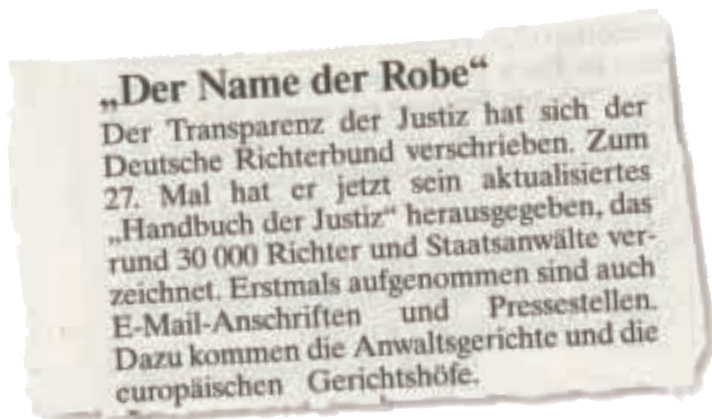 „Der Name der Robe“
Der Transparenz der Justiz hat sich der
Deutsche Richterbund verschrieben. Zum
27. Mal hat er jetzt sein aktualisiertes
„Handbuch der Justiz“ herausgegeben, das
rund 30 000 Richter und Staatsanwälte ver-
zeichnet. Erstmals aufgenommen sind auch
E-Mail-Anschriften und Pressestellen.
Dazu kommen die Anwaltsgerichte und die
europäischen Gerichtshöfe.